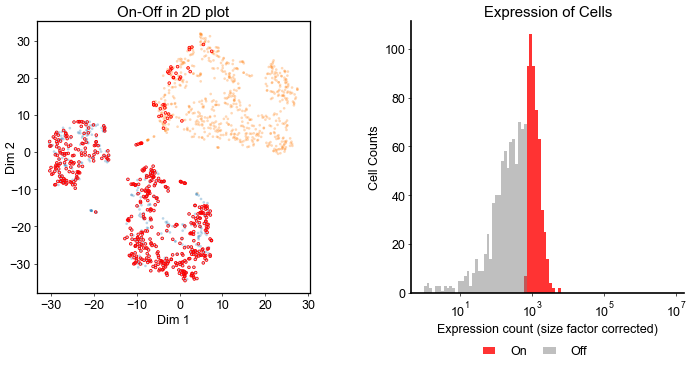 On-Off in 2D plot
Expression of Cells
30
20
10
0
−10
−20
−30
Dim 2
−30 −20 −10 0 10 20 30
Dim 1
100
80
60
40
20
0
Cell Counts
10^1 10^3 10^5 10^7
Expression count (size factor corrected)
On Off